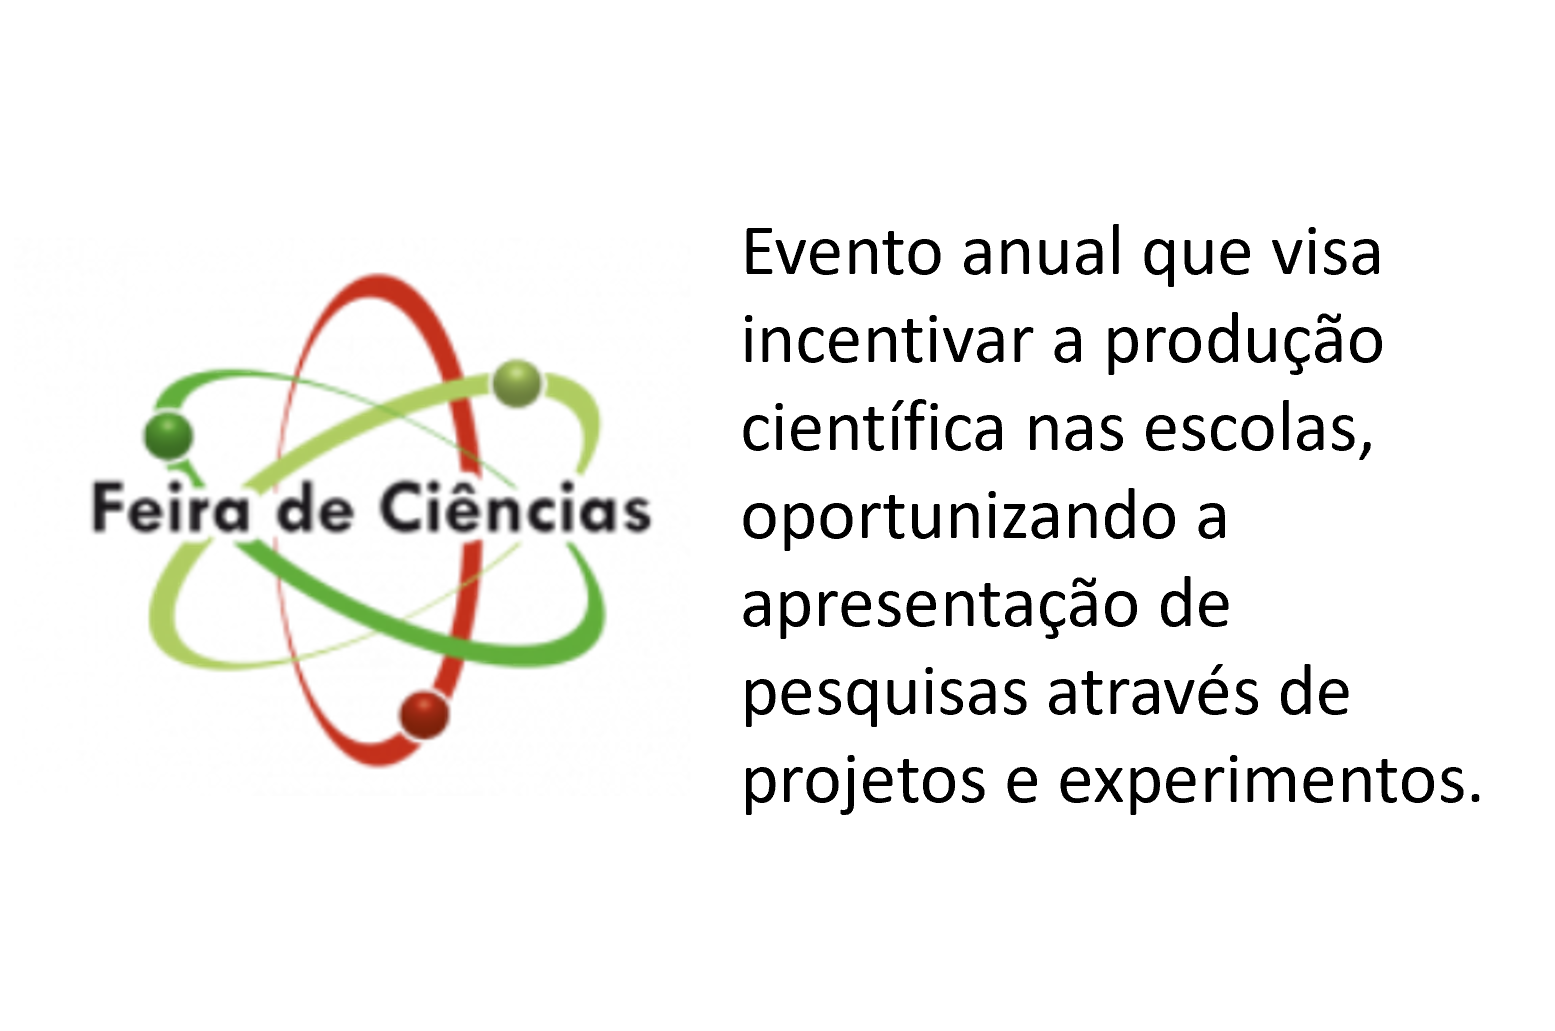 Feira de Ciências
Evento anual que visa
incentivar a produção
científica nas escolas,
oportunizando a
apresentação de
pesquisas através de
projetos e experimentos.